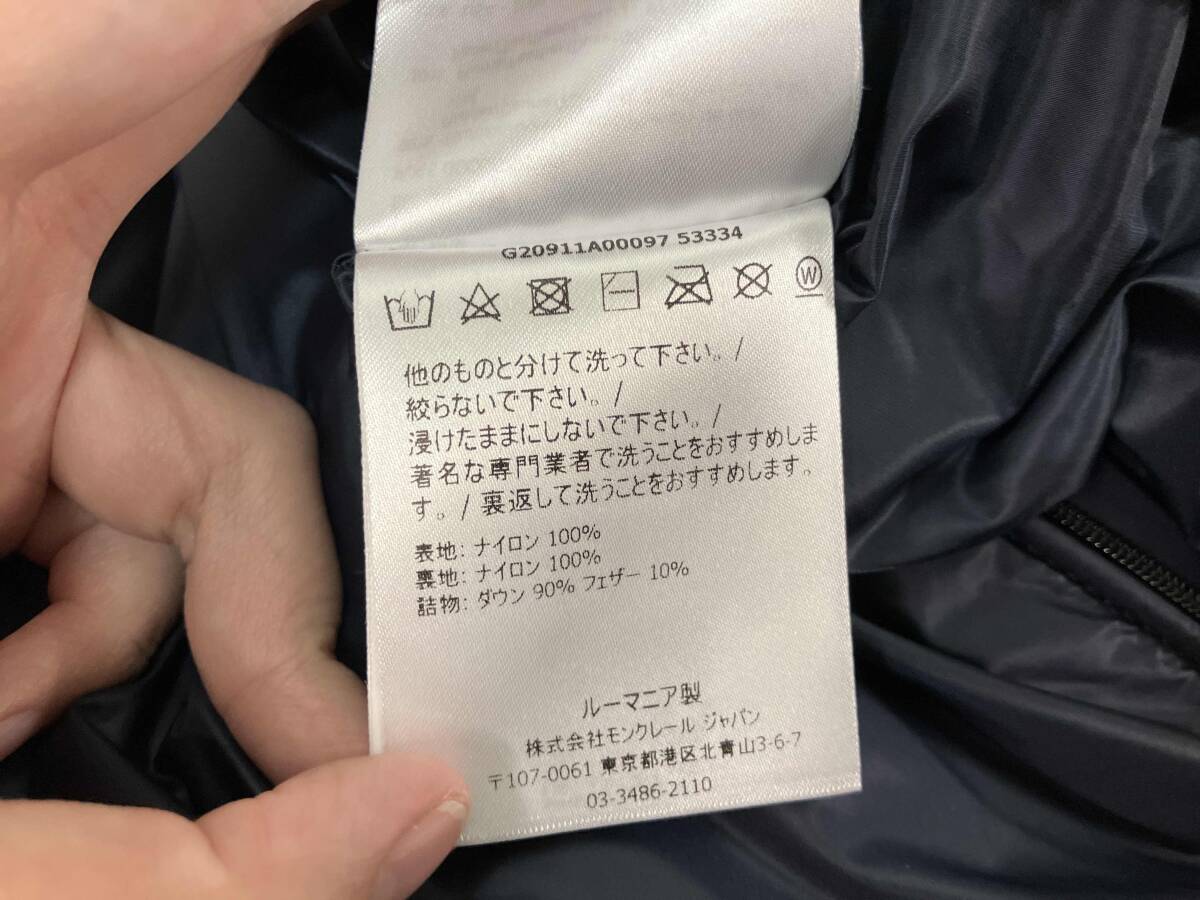 G20911A00097 53334
W
他のものと分けて洗って下さい。/
絞らないで下さい。/
浸けたままにしないで下さい。/
著名な専門業者で洗うことをおすすめしま
す。/ 裏返して洗うことをおすすめします。
表地: ナイロン 100%
裏地: ナイロン 100%
詰物: ダウン 90% フェザー 10%
ルーマニア製
株式会社モンクレール ジャパン
〒107-0061 東京都港区北青山3-6-7
03-3486-2110